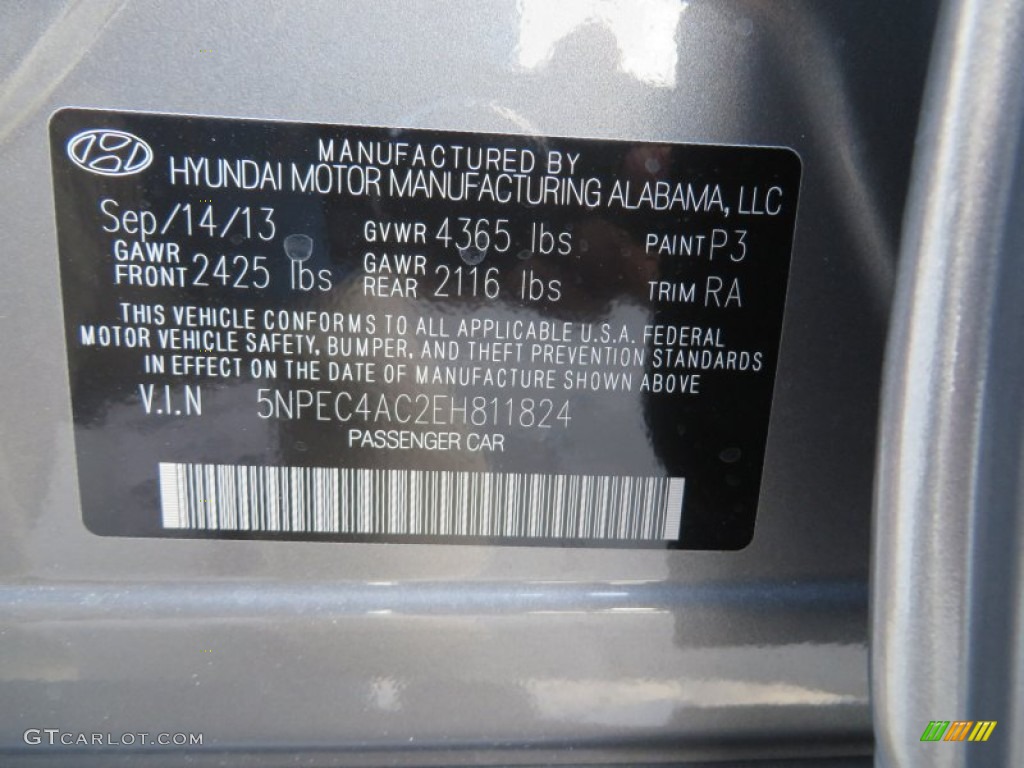 MANUFACTURED BY
HYUNDAI MOTOR MANUFACTURING ALABAMA, LLC
Sep/14/13 GVWR 4365 lbs PAINT P3
GAWR FRONT 2425 lbs GAWR REAR 2116 lbs TRIM RA
THIS VEHICLE CONFORMS TO ALL APPLICABLE U.S.A. FEDERAL
MOTOR VEHICLE SAFETY, BUMPER, AND THEFT PREVENTION STANDARDS
IN EFFECT ON THE DATE OF MANUFACTURE SHOWN ABOVE
V.I.N 5NPEC4AC2EH811824
PASSENGER CAR
GTCARLOT.COM